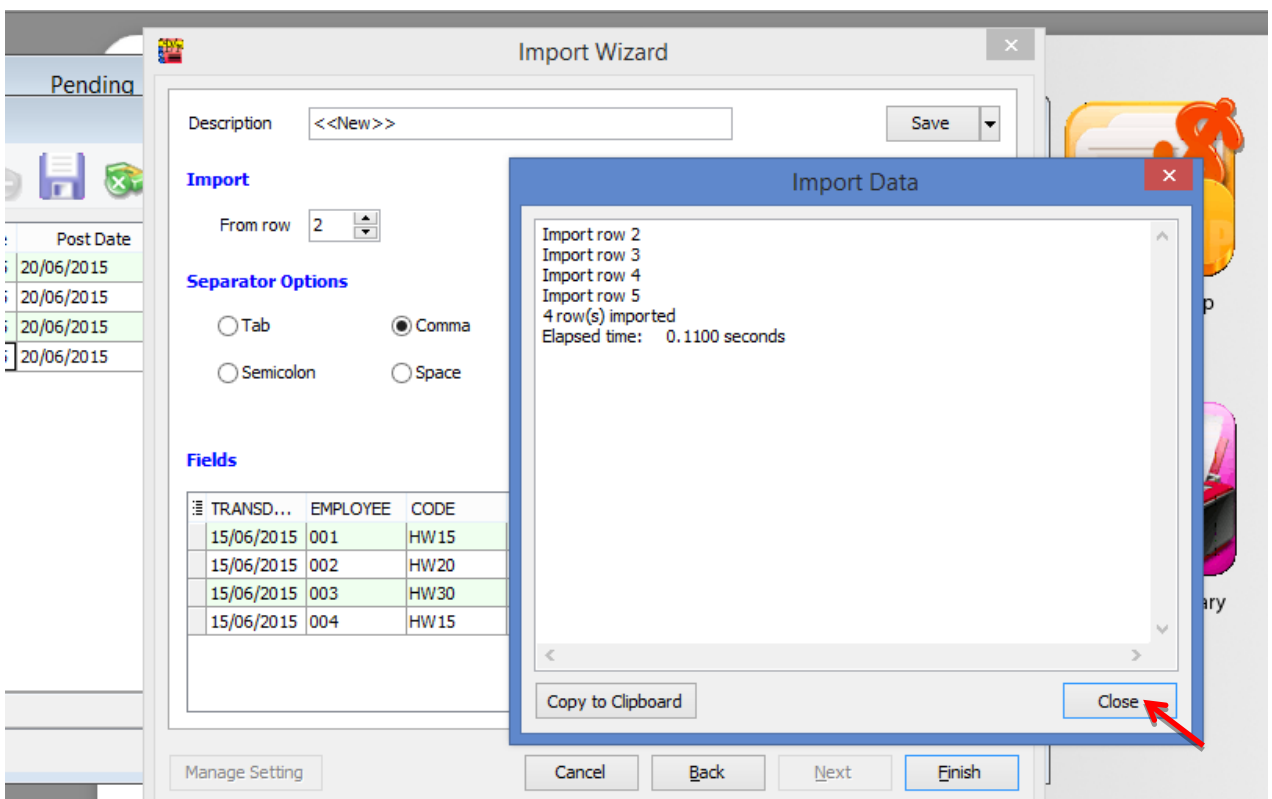 Import Wizard
Pending
Description <<New>> Save
Import
From row 2
Separator Options
Tab Comma
Semicolon Space
Fields
TRANSD... EMPLOYEE CODE
15/06/2015 001 HW15
15/06/2015 002 HW20
15/06/2015 003 HW30
15/06/2015 004 HW15
Manage Setting Cancel Back Next Finish
Post Date
20/06/2015
20/06/2015
20/06/2015
20/06/2015
Import Data
Import row 2
Import row 3
Import row 4
Import row 5
4 row(s) imported
Elapsed time: 0.1100 seconds
Copy to Clipboard Close